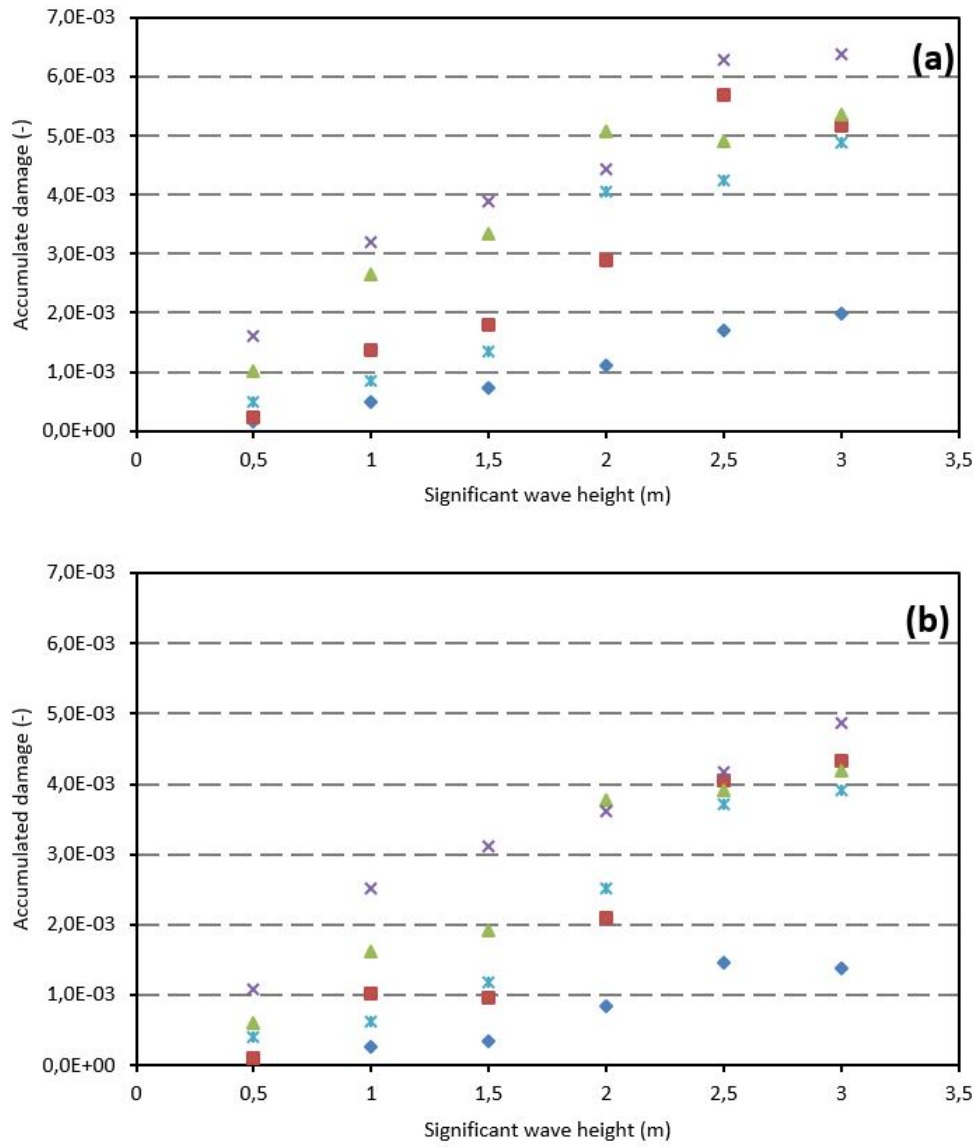 (a)
7,0E-03
6,0E-03
5,0E-03
4,0E-03
3,0E-03
2,0E-03
1,0E-03
0,0E+00
Accumulate damage (-)
0 0,5 1 1,5 2 2,5 3 3,5
Significant wave height (m)
(b)
7,0E-03
6,0E-03
5,0E-03
4,0E-03
3,0E-03
2,0E-03
1,0E-03
0,0E+00
Accumulated damage (-)
0 0,5 1 1,5 2 2,5 3 3,5
Significant wave height (m)